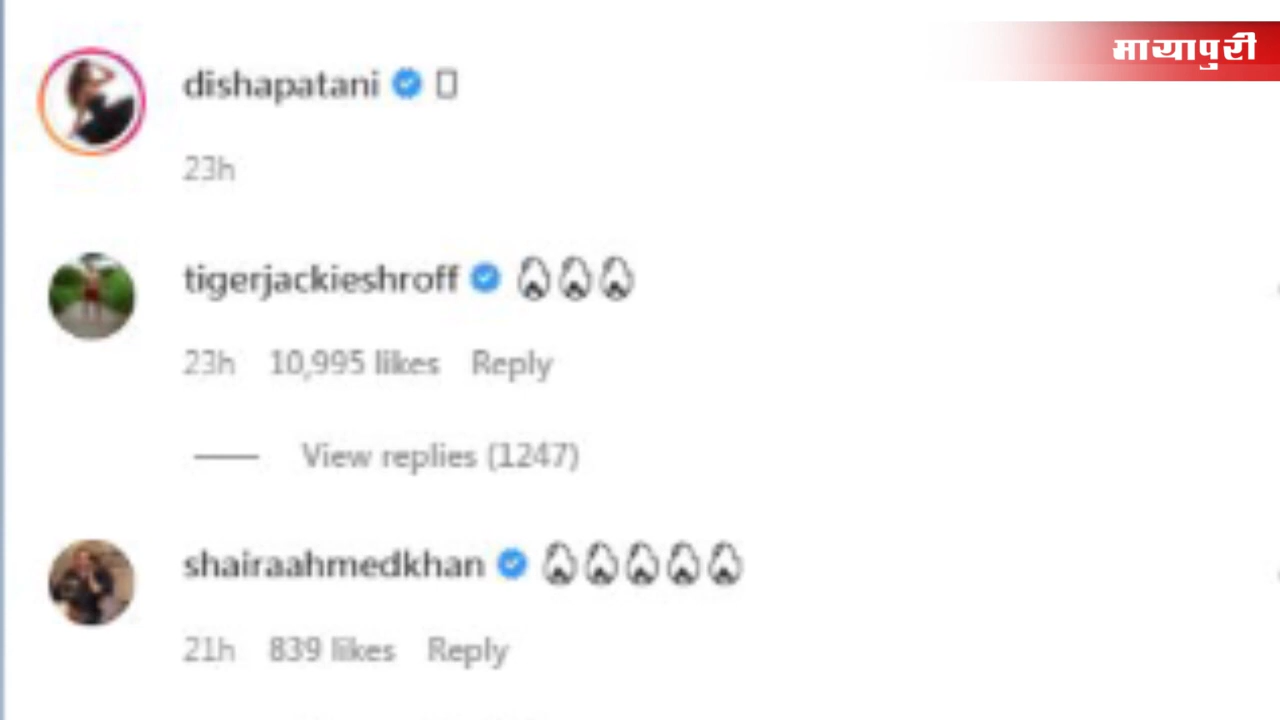 मायापुरी
dishapatani
23h
tigerjackieshroff 🔥🔥🔥
23h 10,995 likes Reply
View replies (1247)
shairaahmedkhan 🔥🔥🔥🔥🔥
21h 839 likes Reply